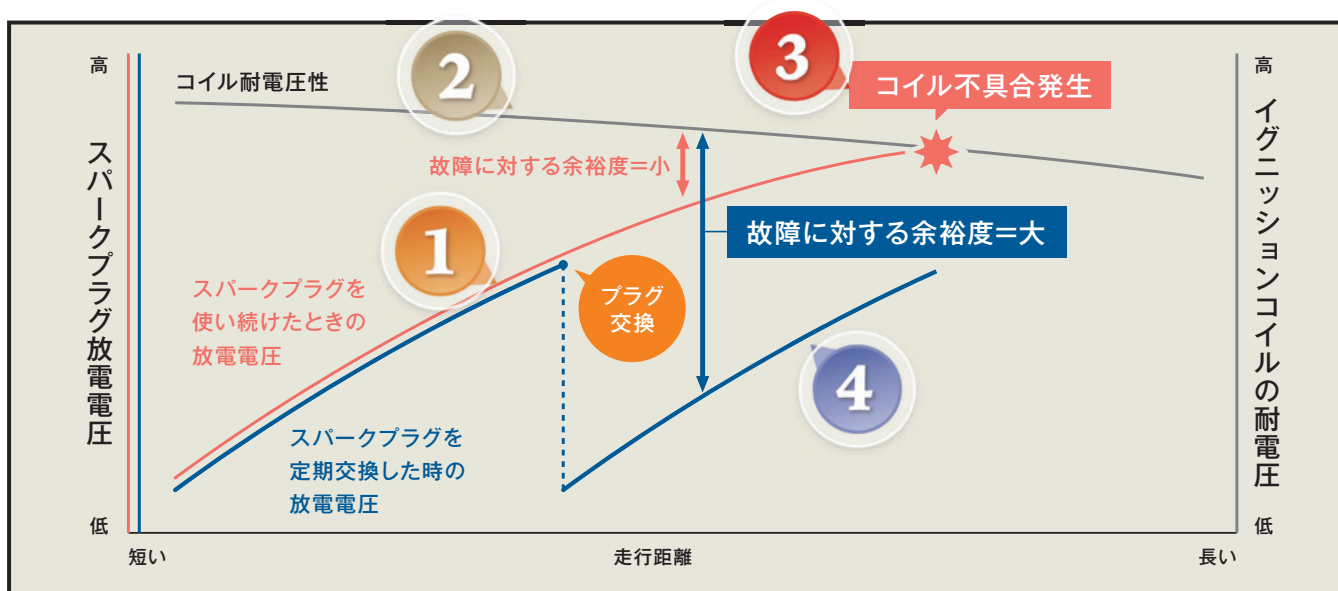 高
スパークプラグ放電電圧
低
コイル耐電圧性
2
3
コイル不具合発生
故障に対する余裕度＝小
1
故障に対する余裕度＝大
スパークプラグを
使い続けたときの
放電電圧
プラグ
交換
4
スパークプラグを
定期交換した時の
放電電圧
高
イグニッションコイルの耐電圧
低
短い
走行距離
長い